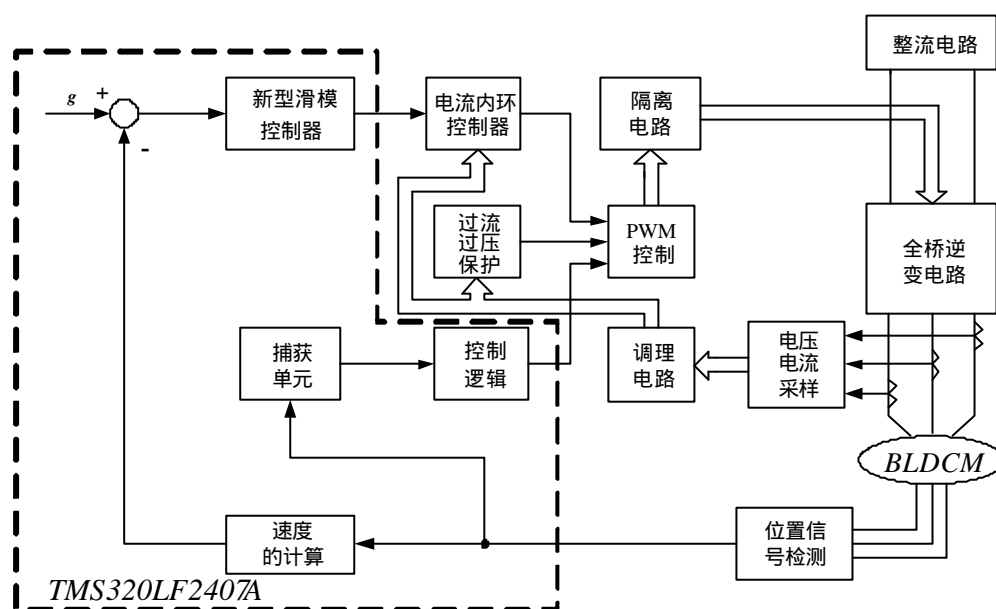 整流电路
g
+
-
新型滑模
控制器
电流内环
控制器
隔离
电路
过流
过压
保护
PWM
控制
全桥逆
变电路
捕获
单元
控制
逻辑
调理
电路
电压
电流
采样
BLDCM
速度
的计算
位置信
号检测
TMS320LF2407A